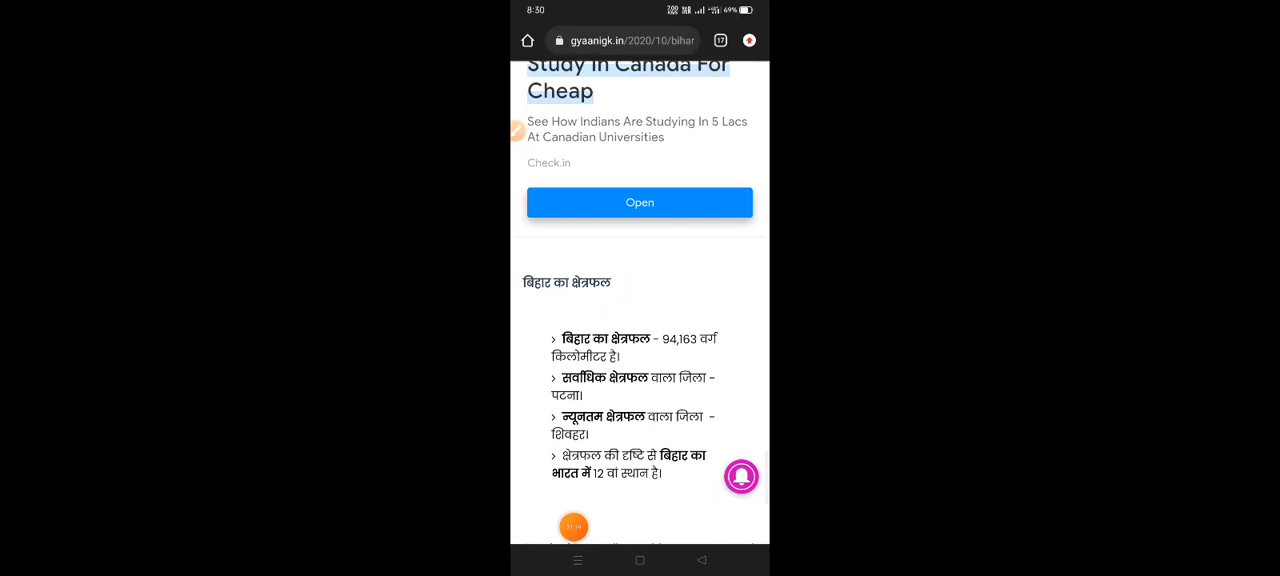 8:30
69%
gyaanigk.in/2020/10/bihar
17
Study In Canada For
Cheap
See How Indians Are Studying In 5 Lacs
At Canadian Universities
Check.in
Open
बिहार का क्षेत्रफल
› बिहार का क्षेत्रफल - 94,163 वर्ग
किलोमीटर है।
› सर्वाधिक क्षेत्रफल वाला जिला -
पटना।
› न्यूनतम क्षेत्रफल वाला जिला -
शिवहर।
› क्षेत्रफल की दृष्टि से बिहार का
भारत में 12 वां स्थान है।